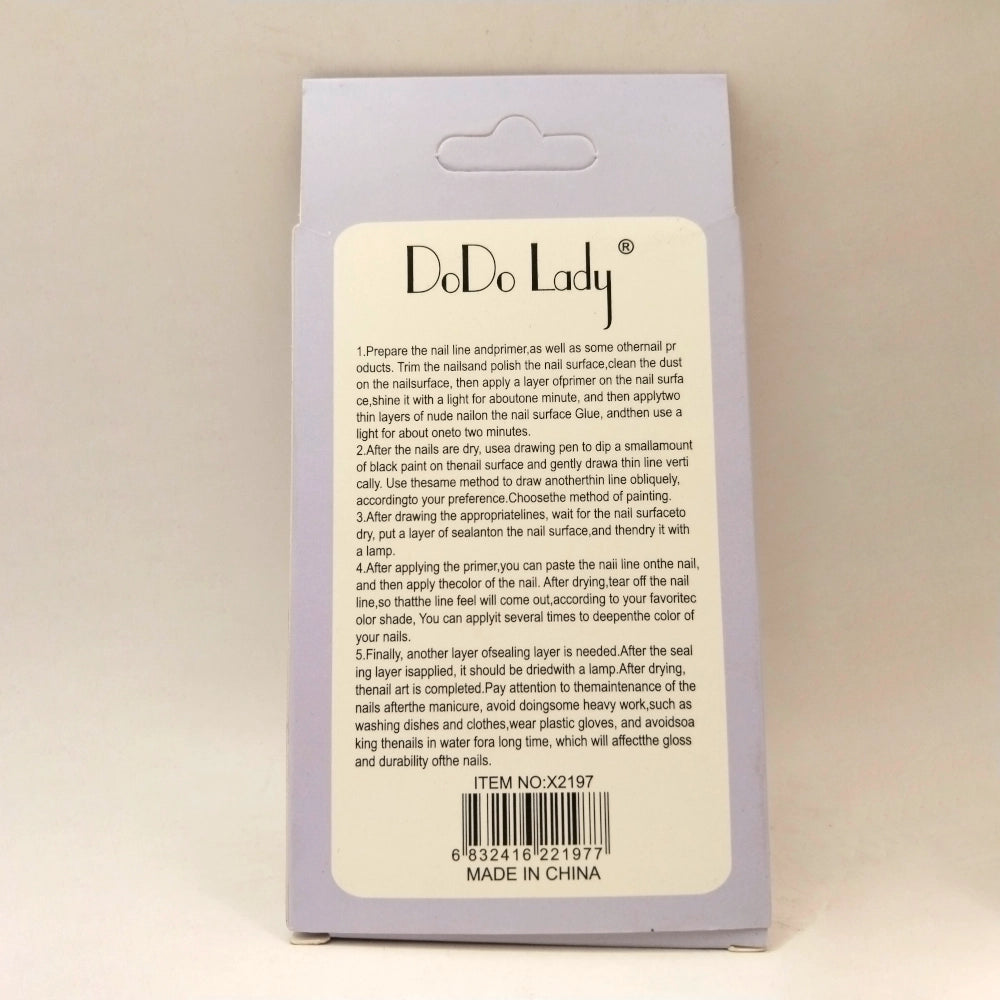 DoDo Lady®
1.Prepare the nail line andprimer,as well as some othernail pr
oducts. Trim the nailsand polish the nail surface,clean the dust
on the nailsurface, then apply a layer ofprimer on the nail surfa
ce,shine it with a light for aboutone minute, and then applytwo
thin layers of nude nailon the nail surface Glue, andthen use a
light for about oneto two minutes.
2.After the nails are dry, usea drawing pen to dip a smallamount
of black paint on thenail surface and gently drawa thin line verti
cally. Use thesame method to draw anotherthin line obliquely,
accordingto your preference.Choosethe method of painting.
3.After drawing the appropriatelines, wait for the nail surfaceto
dry, put a layer of sealanton the nail surface,and thendry it with
a lamp.
4.After applying the primer,you can paste the naii line onthe nail,
and then apply thecolor of the nail. After drying,tear off the nail
line,so thatthe line feel will come out,according to your favoritec
olor shade, You can applyit several times to deepenthe color of
your nails.
5.Finally, another layer ofsealing layer is needed.After the seal
ing layer isapplied, it should be driedwith a lamp.After drying,
thenail art is completed.Pay attention to themaintenance of the
nails afterthe manicure, avoid doingsome heavy work,such as
washing dishes and clothes,wear plastic gloves, and avoidsoa
king thenails in water fora long time, which will affectthe gloss
and durability ofthe nails.
ITEM NO:X2197
6 832416 221977
MADE IN CHINA